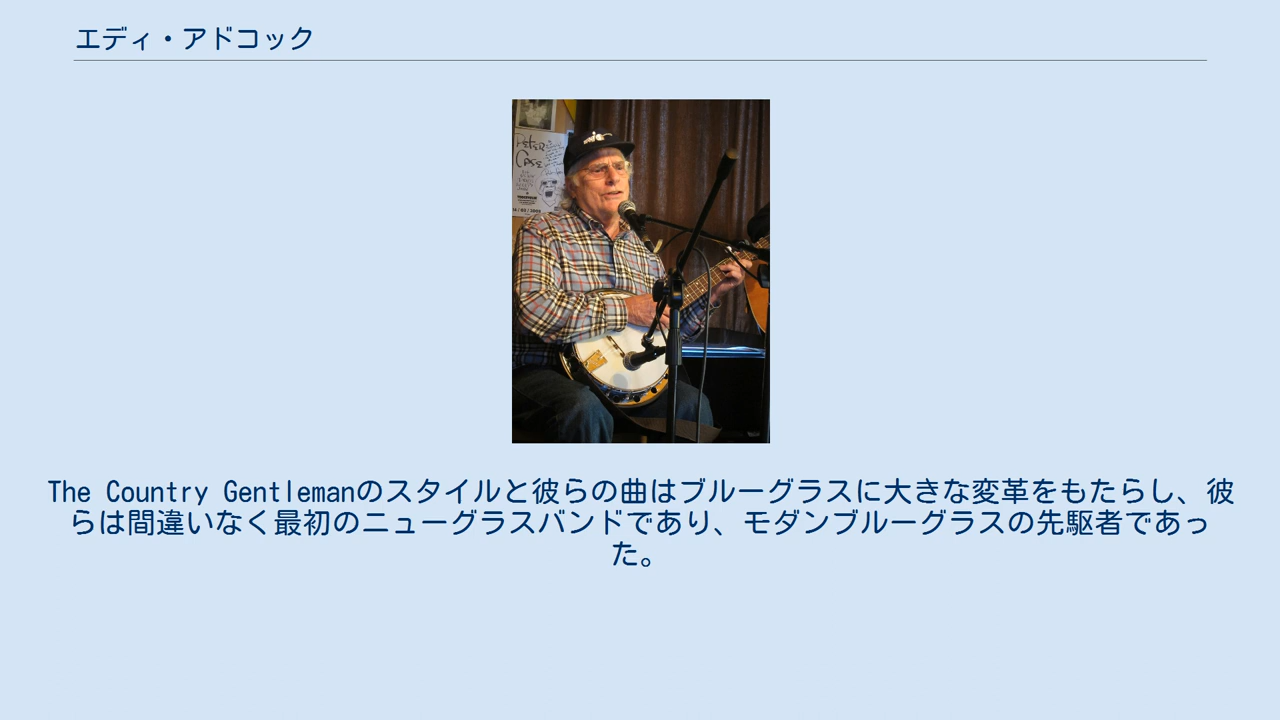 エディ・アドコック
Peter
Case
The Country Gentlemanのスタイルと彼らの曲はブルーグラスに大きな変革をもたらし、彼
らは間違いなく最初のニューグラスバンドであり、モダンブルーグラスの先駆者であっ
た。